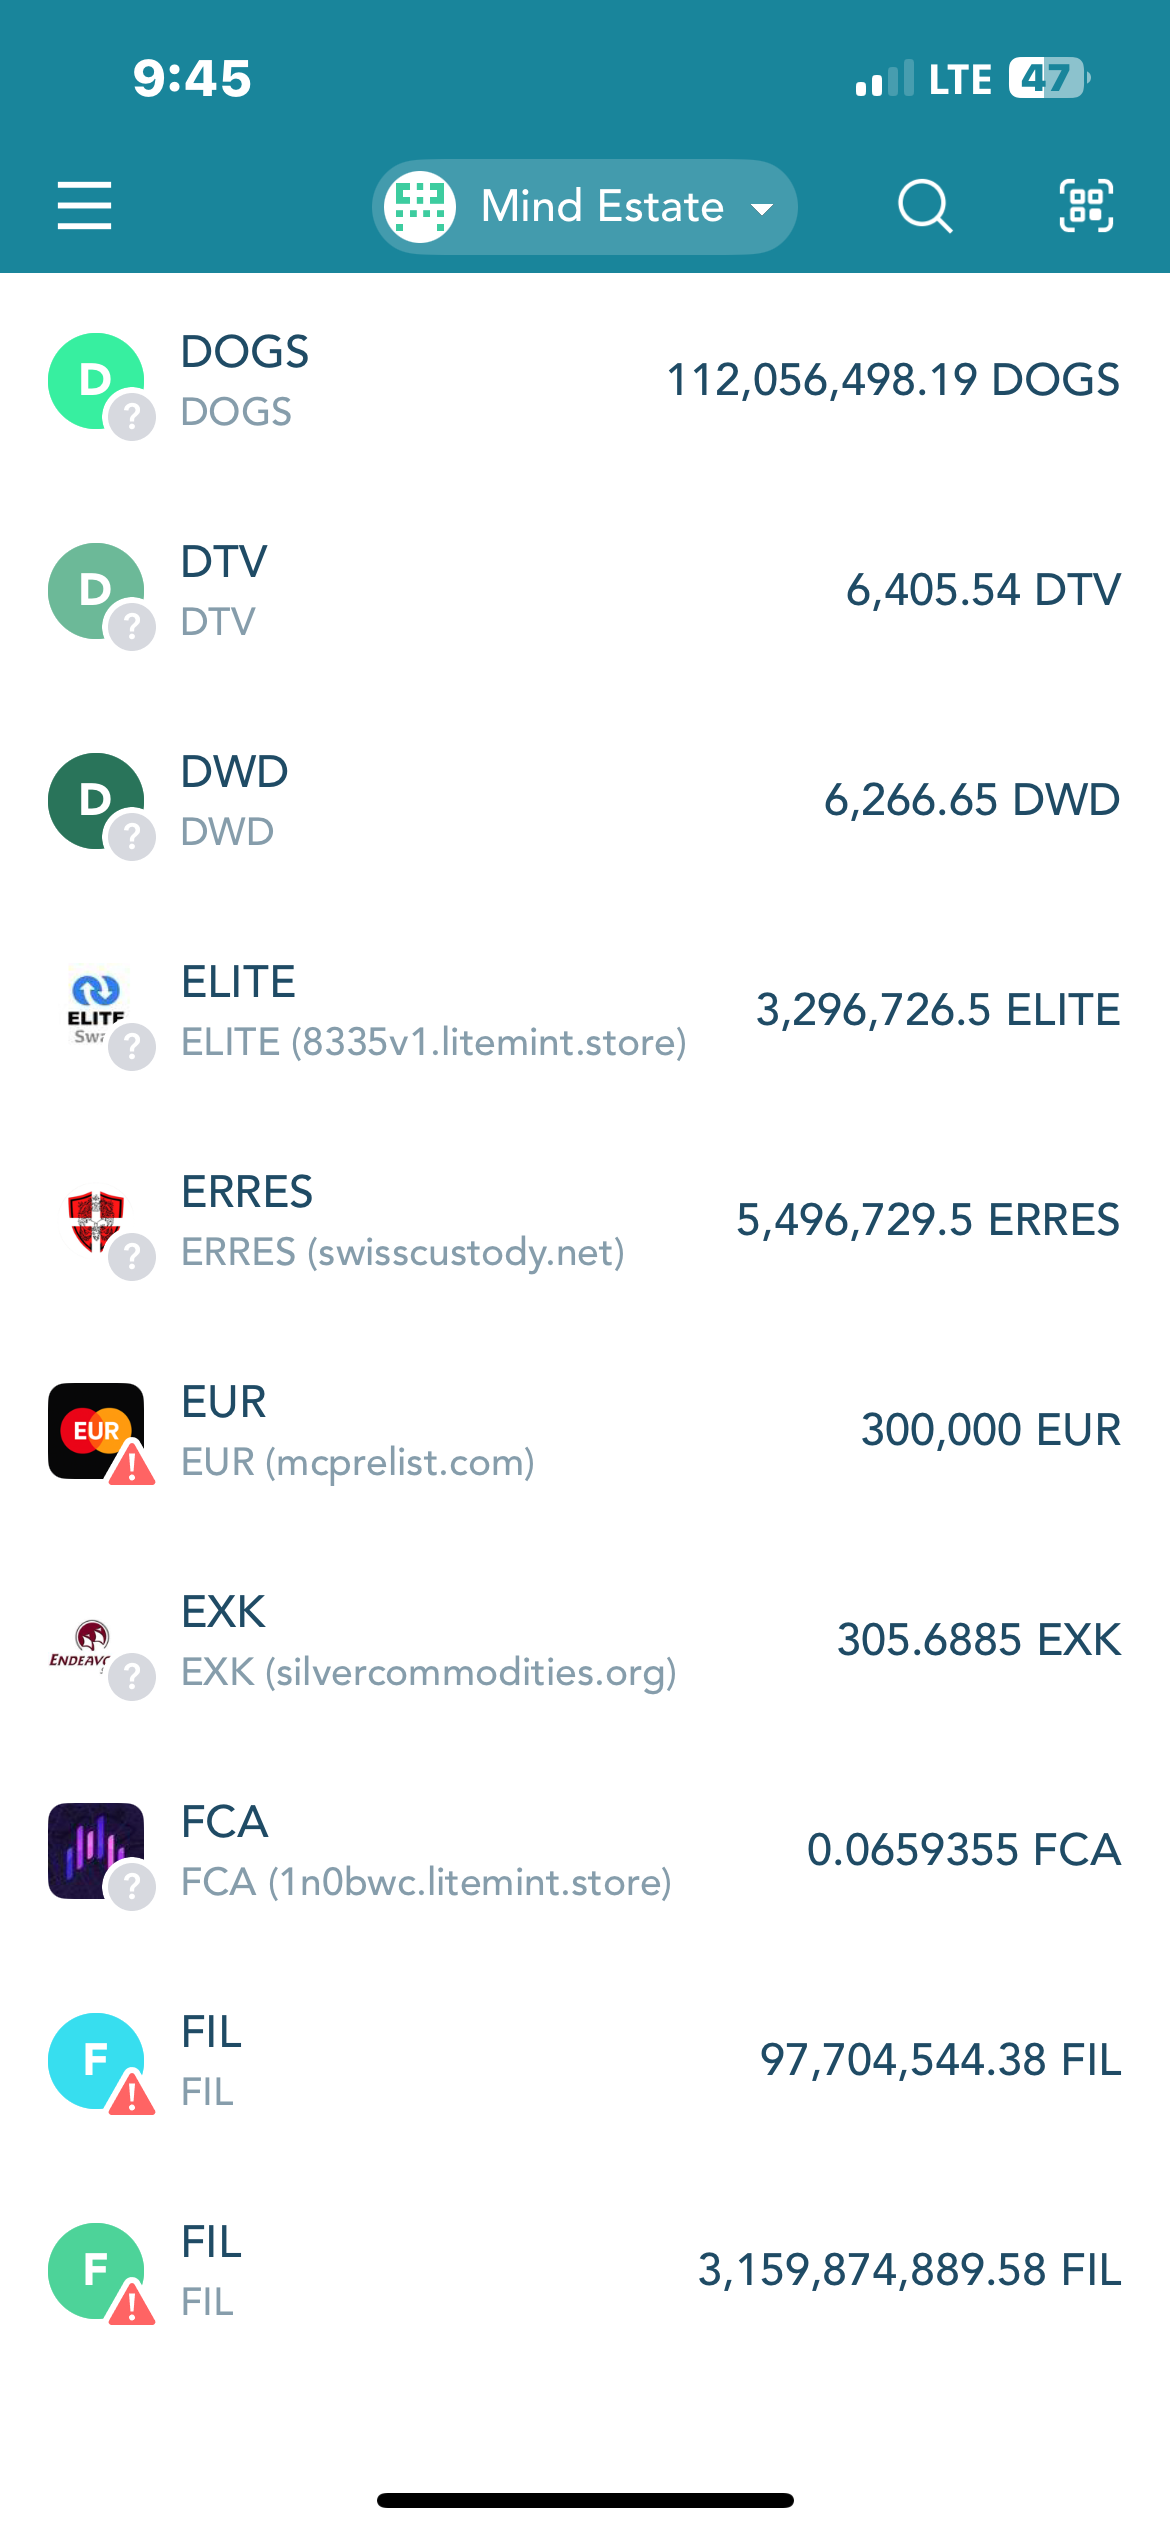 9:45
LTE 47
Mind Estate
D
DOGS
DOGS
112,056,498.19 DOGS
?
D
DTV
DTV
6,405.54 DTV
?
D
DWD
DWD
6,266.65 DWD
?
ELITE
ELITE
ELITE (8335v1.litemint.store)
3,296,726.5 ELITE
?
ERRES
ERRES (swisscustody.net)
5,496,729.5 ERRES
?
EUR
EUR
EUR (mcprelist.com)
300,000 EUR
!
EXK
EXK (silvercommodities.org)
305.6885 EXK
?
FCA
FCA (1n0bwc.litemint.store)
0.0659355 FCA
?
F
FIL
FIL
97,704,544.38 FIL
!
F
FIL
FIL
3,159,874,889.58 FIL
!